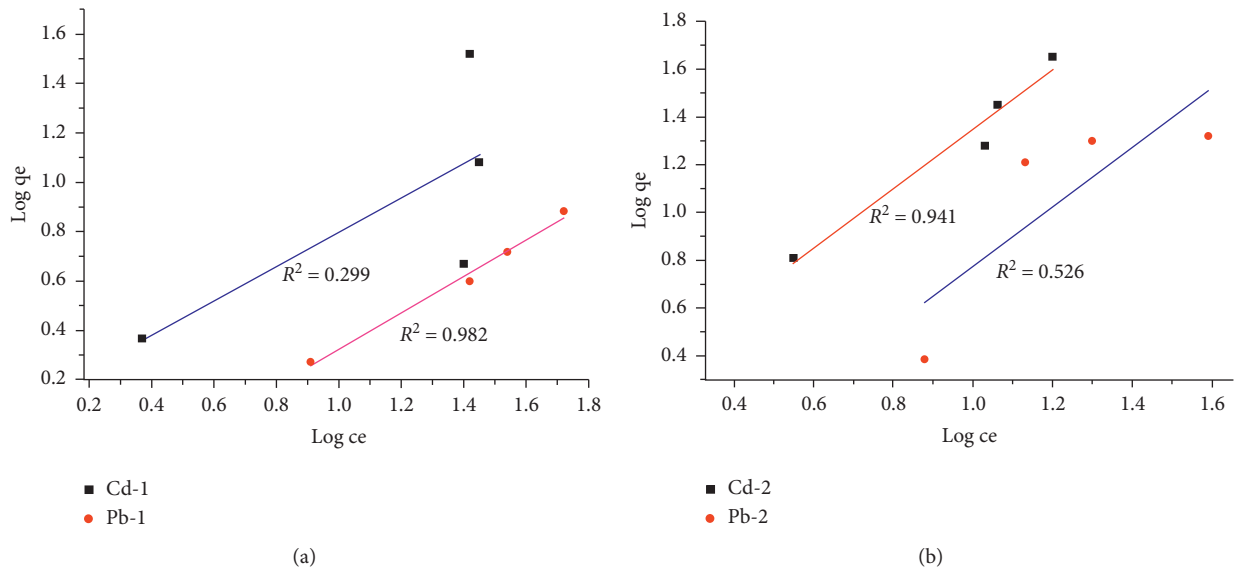 1.6
1.4
1.2
1.0
0.8
0.6
0.4
0.2
Log qe
R² = 0.299
R² = 0.982
0.2 0.4 0.6 0.8 1.0 1.2 1.4 1.6 1.8
Log ce
Cd-1
Pb-1
(a)
1.8
1.6
1.4
1.2
1.0
0.8
0.6
0.4
Log qe
R² = 0.941
R² = 0.526
0.4 0.6 0.8 1.0 1.2 1.4 1.6
Log ce
Cd-2
Pb-2
(b)